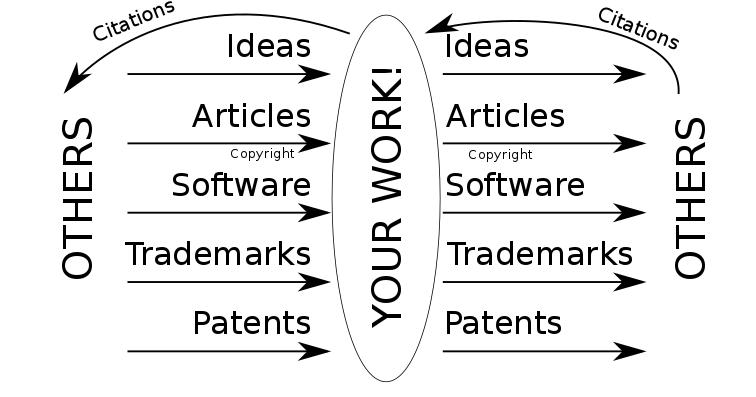 Citations
Citations
Ideas
Ideas
Articles
Articles
Copyright
Copyright
OTHERS
Software
YOUR WORK!
Software
OTHERS
Trademarks
Trademarks
Patents
Patents